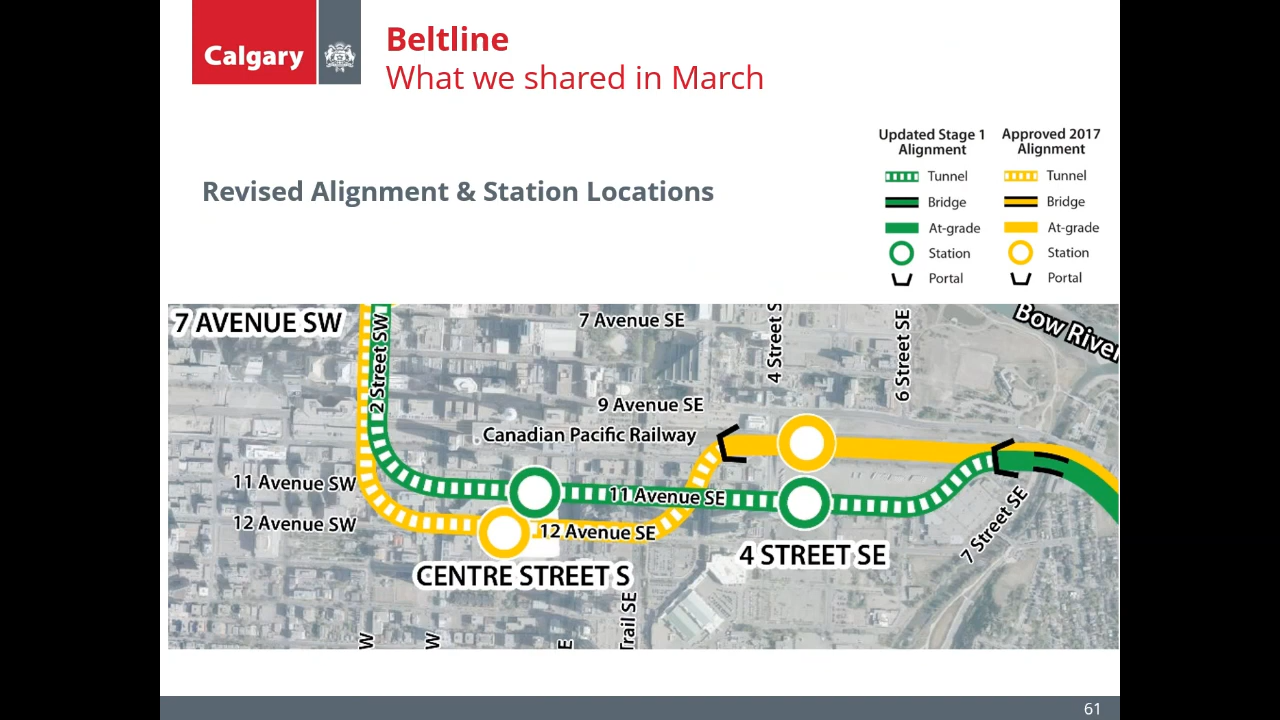 Calgary
Beltline
What we shared in March
Revised Alignment & Station Locations
Updated Stage 1
Alignment
Tunnel
Bridge
At-grade
Station
Portal
Approved 2017
Alignment
Tunnel
Bridge
At-grade
Station
Portal
7 AVENUE SW
2 Street SW
7 AVENUE SE
4 Street S
6 Street SE
Bow River
9 Avenue SE
Canadian Pacific Railway
11 Avenue SW
11 Avenue SE
12 Avenue SW
12 Avenue SE
7 Street SE
4 STREET SE
CENTRE STREET S
Trail SE
W
W
E
61